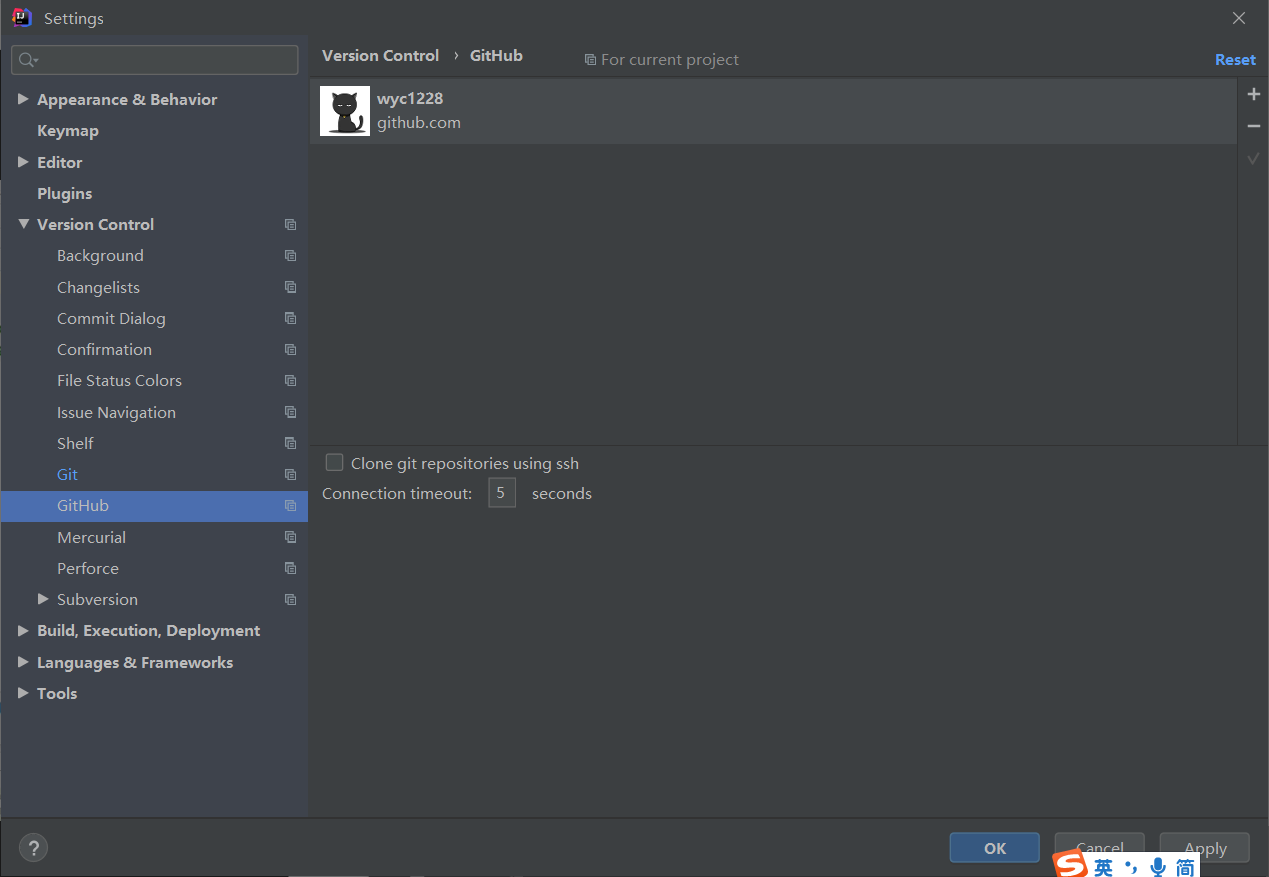 Settings
Version Control › GitHub For current project Reset
Appearance & Behavior
Keymap
Editor
Plugins
Version Control
Background
Changelists
Commit Dialog
Confirmation
File Status Colors
Issue Navigation
Shelf
Git
GitHub
Mercurial
Perforce
Subversion
Build, Execution, Deployment
Languages & Frameworks
Tools
wyc1228
github.com
Clone git repositories using ssh
Connection timeout: 5 seconds
? OK Cancel Apply
S 英 简